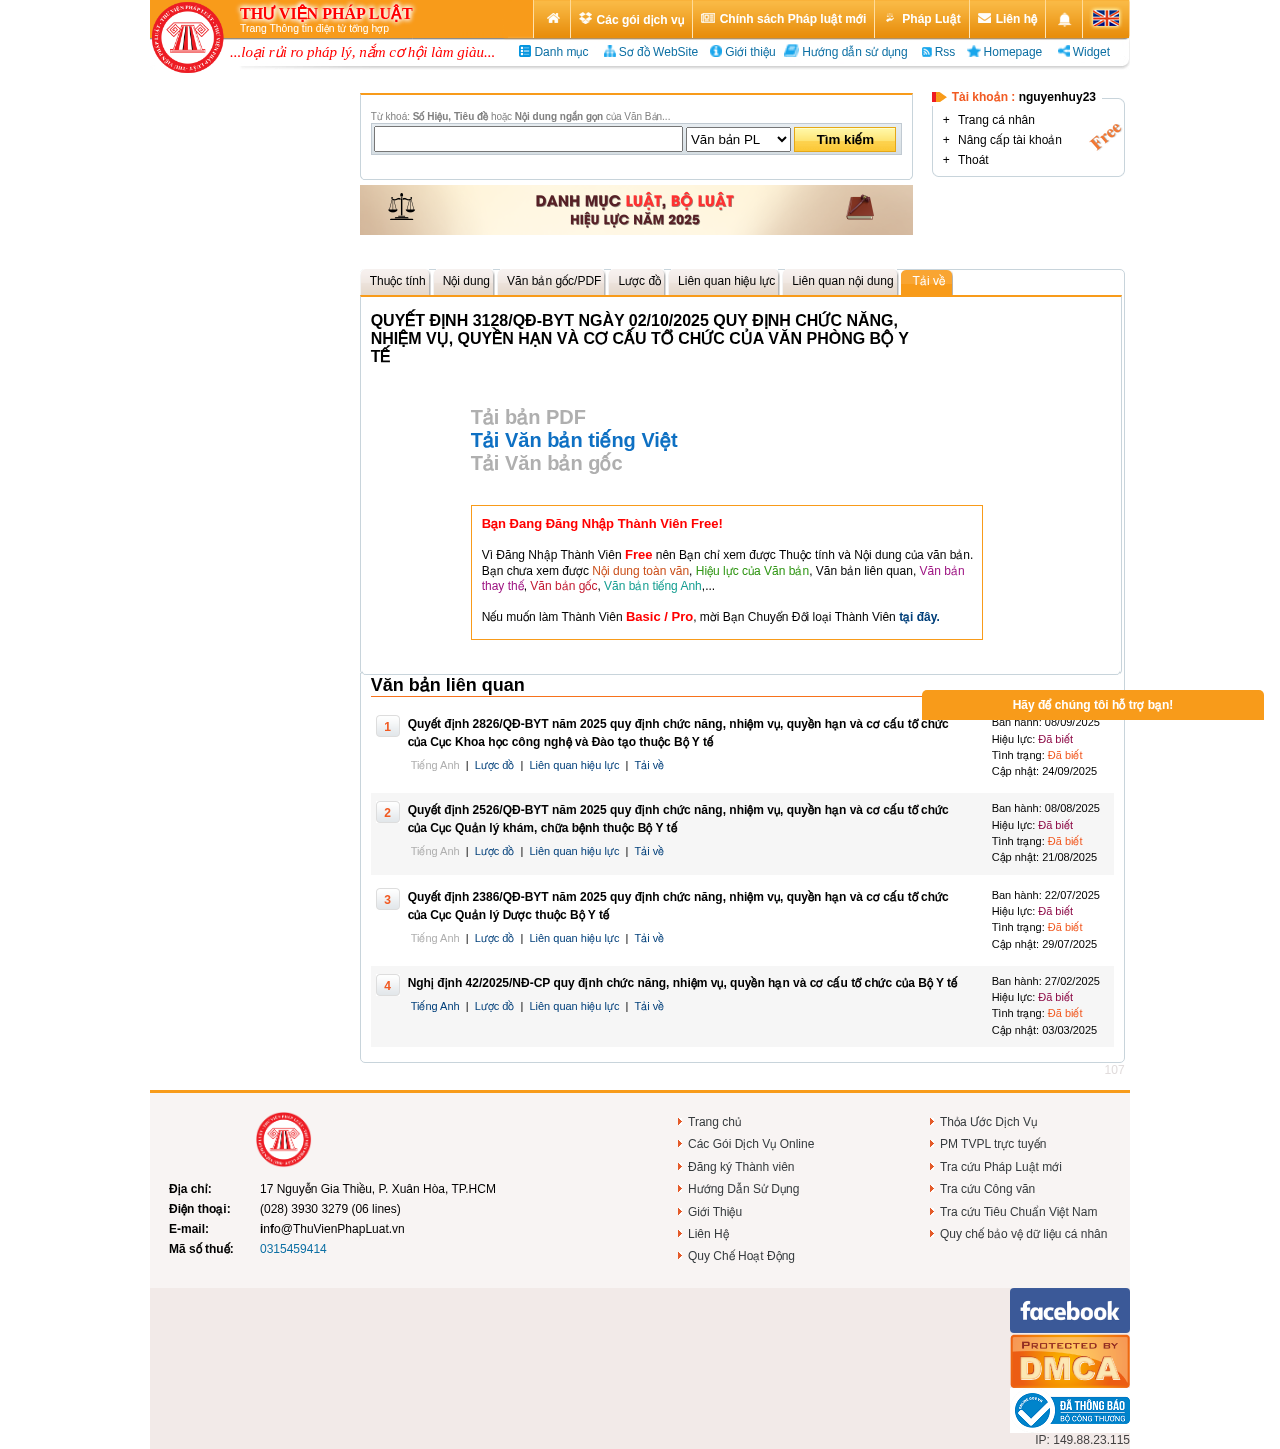 THƯ VIỆN PHÁP LUẬT
Trang Thông tin điện tử tổng hợp
Các gói dịch vụ
Chính sách Pháp luật mới
Pháp Luật
Liên hệ
...loại rủi ro pháp lý, nắm cơ hội làm giàu...
Danh mục
Sơ đồ WebSite
Giới thiệu
Hướng dẫn sử dụng
Rss
Homepage
Widget
Từ khoá: Số Hiệu, Tiêu đề hoặc Nội dung ngắn gọn của Văn Bản...
Văn bản PL
Tìm kiếm
Tài khoản : nguyenhuy23
+ Trang cá nhân
+ Nâng cấp tài khoản
+ Thoát
Free
DANH MỤC LUẬT, BỘ LUẬT
HIỆU LỰC NĂM 2025
Thuộc tính
Nội dung
Văn bản gốc/PDF
Lược đồ
Liên quan hiệu lực
Liên quan nội dung
Tải về
QUYẾT ĐỊNH 3128/QĐ-BYT NGÀY 02/10/2025 QUY ĐỊNH CHỨC NĂNG,
NHIỆM VỤ, QUYỀN HẠN VÀ CƠ CẤU TỔ CHỨC CỦA VĂN PHÒNG BỘ Y
TẾ
Tải bản PDF
Tải Văn bản tiếng Việt
Tải Văn bản gốc
Bạn Đang Đăng Nhập Thành Viên Free!
Vì Đăng Nhập Thành Viên Free nên Bạn chỉ xem được Thuộc tính và Nội dung của văn bản.
Bạn chưa xem được Nội dung toàn văn, Hiệu lực của Văn bản, Văn bản liên quan, Văn bản
thay thế, Văn bản gốc, Văn bản tiếng Anh,...
Nếu muốn làm Thành Viên Basic / Pro, mời Bạn Chuyển Đổi loại Thành Viên tại đây.
Văn bản liên quan
Hãy để chúng tôi hỗ trợ bạn!
1
Quyết định 2826/QĐ-BYT năm 2025 quy định chức năng, nhiệm vụ, quyền hạn và cơ cấu tổ chức
của Cục Khoa học công nghệ và Đào tạo thuộc Bộ Y tế
Tiếng Anh | Lược đồ | Liên quan hiệu lực | Tải về
Ban hành: 08/09/2025
Hiệu lực: Đã biết
Tình trạng: Đã biết
Cập nhật: 24/09/2025
2
Quyết định 2526/QĐ-BYT năm 2025 quy định chức năng, nhiệm vụ, quyền hạn và cơ cấu tổ chức
của Cục Quản lý khám, chữa bệnh thuộc Bộ Y tế
Tiếng Anh | Lược đồ | Liên quan hiệu lực | Tải về
Ban hành: 08/08/2025
Hiệu lực: Đã biết
Tình trạng: Đã biết
Cập nhật: 21/08/2025
3
Quyết định 2386/QĐ-BYT năm 2025 quy định chức năng, nhiệm vụ, quyền hạn và cơ cấu tổ chức
của Cục Quản lý Dược thuộc Bộ Y tế
Tiếng Anh | Lược đồ | Liên quan hiệu lực | Tải về
Ban hành: 22/07/2025
Hiệu lực: Đã biết
Tình trạng: Đã biết
Cập nhật: 29/07/2025
4
Nghị định 42/2025/NĐ-CP quy định chức năng, nhiệm vụ, quyền hạn và cơ cấu tổ chức của Bộ Y tế
Tiếng Anh | Lược đồ | Liên quan hiệu lực | Tải về
Ban hành: 27/02/2025
Hiệu lực: Đã biết
Tình trạng: Đã biết
Cập nhật: 03/03/2025
107
Địa chỉ: 17 Nguyễn Gia Thiều, P. Xuân Hòa, TP.HCM
Điện thoại: (028) 3930 3279 (06 lines)
E-mail: info@ThuVienPhapLuat.vn
Mã số thuế: 0315459414
Trang chủ
Các Gói Dịch Vụ Online
Đăng ký Thành viên
Hướng Dẫn Sử Dụng
Giới Thiệu
Liên Hệ
Quy Chế Hoạt Động
Thỏa Ước Dịch Vụ
PM TVPL trực tuyến
Tra cứu Pháp Luật mới
Tra cứu Công văn
Tra cứu Tiêu Chuẩn Việt Nam
Quy chế bảo vệ dữ liệu cá nhân
facebook
PROTECTED BY
DMCA
ĐÃ THÔNG BÁO
BỘ CÔNG THƯƠNG
IP: 149.88.23.115